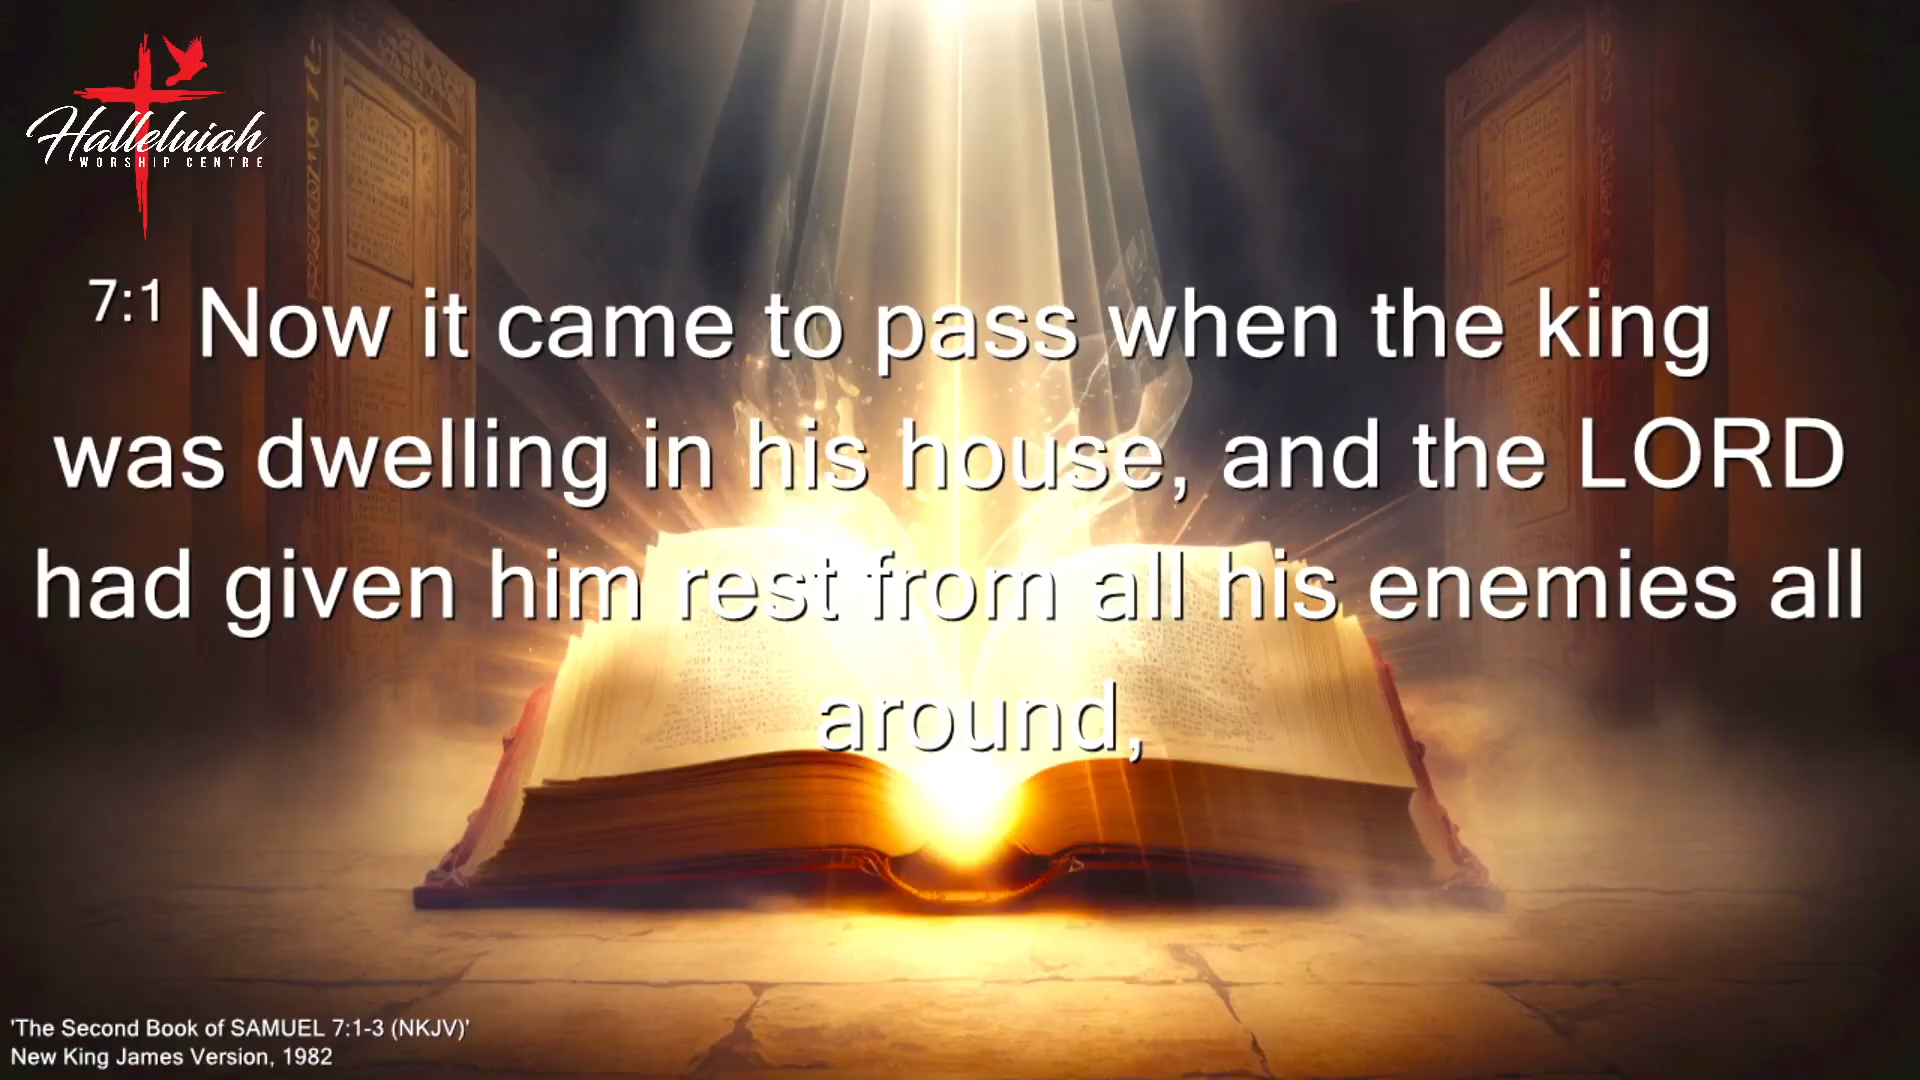 Halleluiah
WORSHIP CENTRE
7:1 Now it came to pass when the king
was dwelling in his house, and the LORD
had given him rest from all his enemies all
around,
'The Second Book of SAMUEL 7:1-3 (NKJV)'
New King James Version, 1982